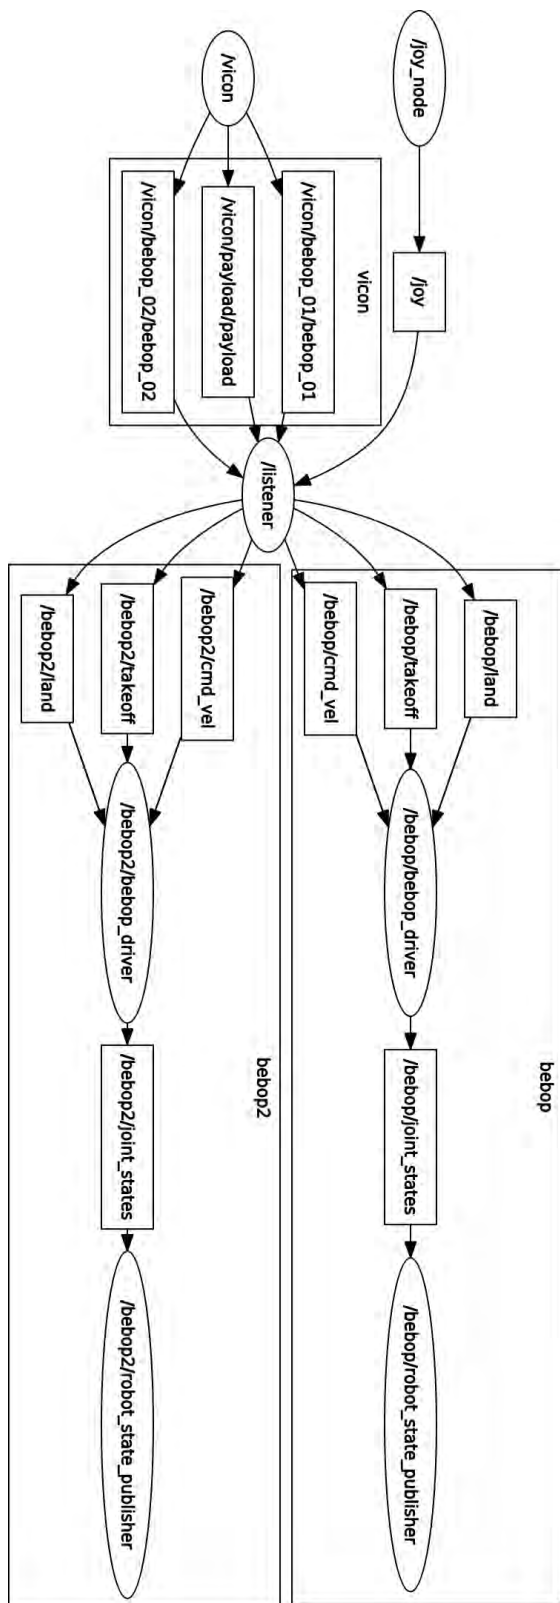 /joy_node
/joy
/vicon
vicon
/vicon/bebop_01/bebop_01
/vicon/payload/payload
/vicon/bebop_02/bebop_02
/listener
bebop
/bebop/land
/bebop/takeoff
/bebop/cmd_vel
/bebop/bebop_driver
/bebop/joint_states
/bebop/robot_state_publisher
bebop2
/bebop2/cmd_vel
/bebop2/takeoff
/bebop2/land
/bebop2/bebop_driver
/bebop2/joint_states
/bebop2/robot_state_publisher